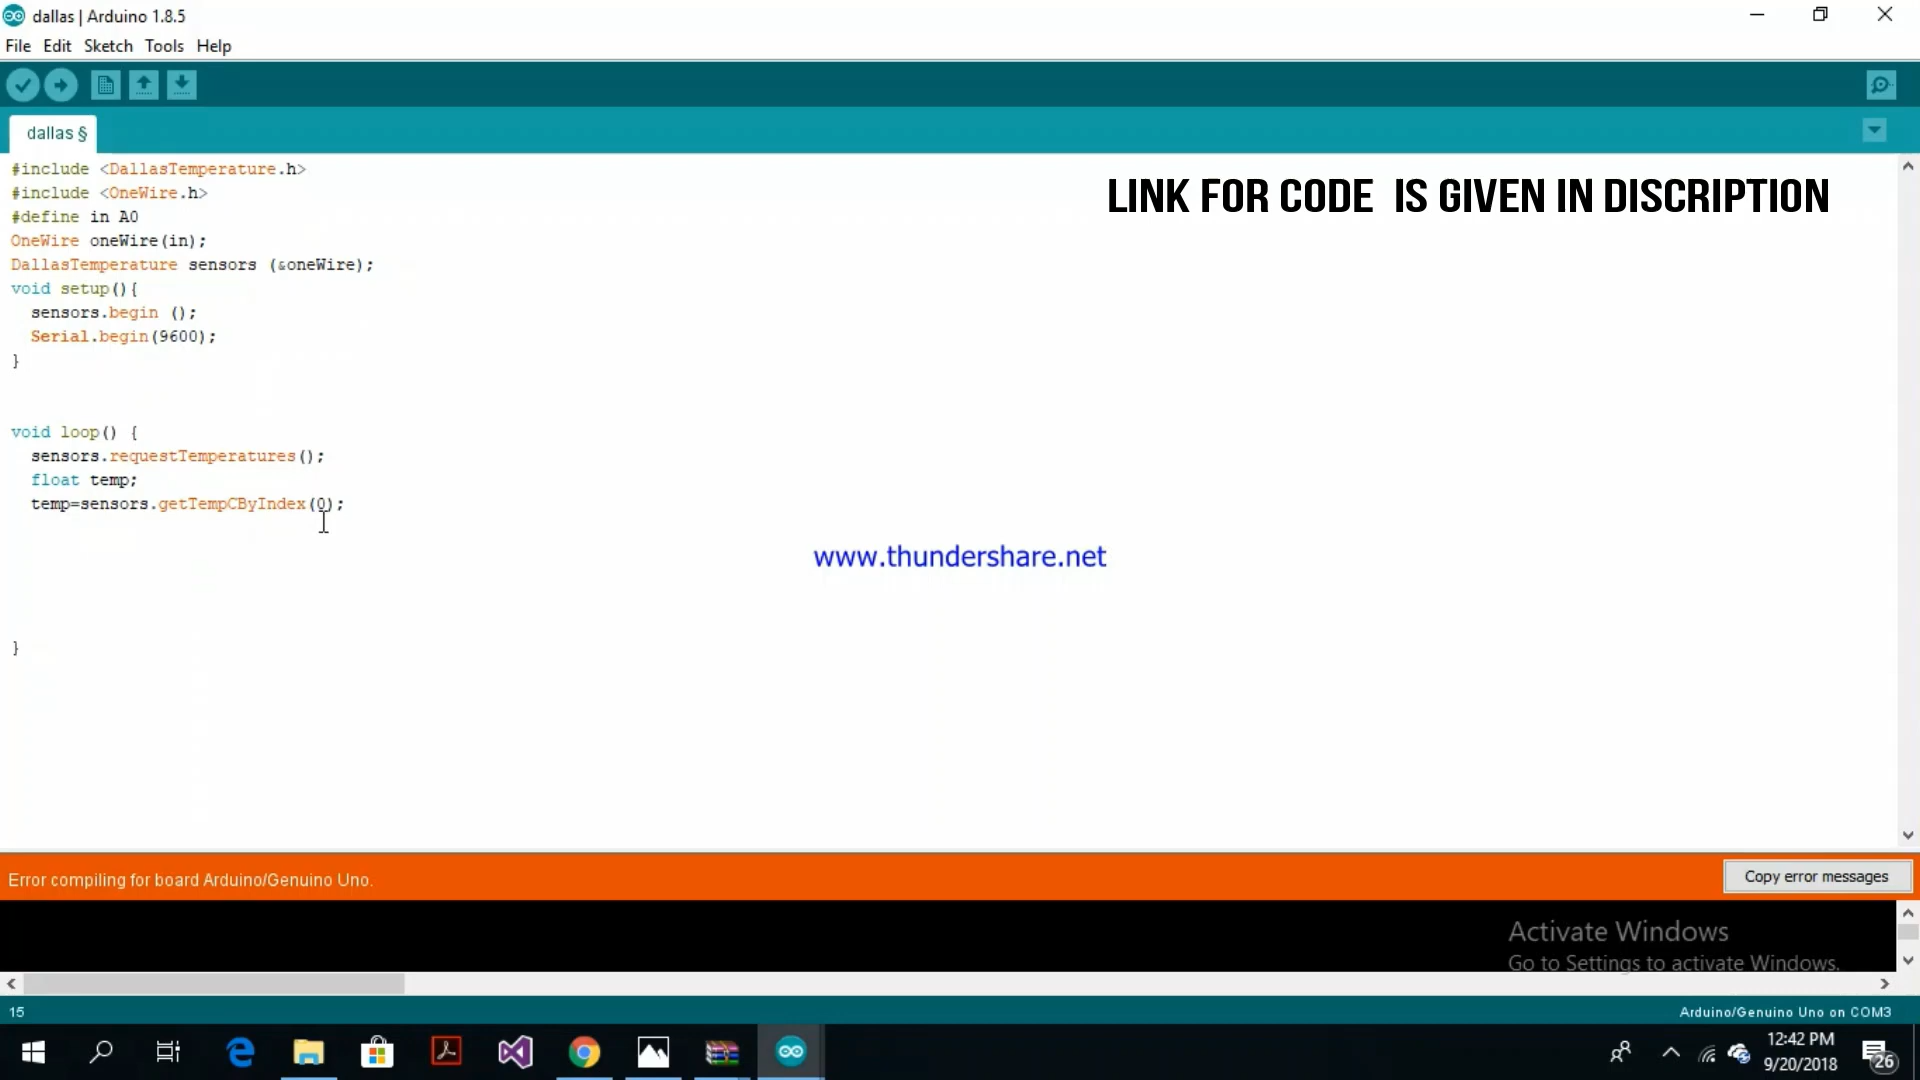 dallas | Arduino 1.8.5
File Edit Sketch Tools Help
dallas §
#include <DallasTemperature.h>
#include <OneWire.h>
#define in A0
OneWire oneWire(in);
DallasTemperature sensors (&oneWire);
void setup(){
sensors.begin ();
Serial.begin(9600);
}
void loop() {
sensors.requestTemperatures();
float temp;
temp=sensors.getTempCByIndex(0);
}
LINK FOR CODE IS GIVEN IN DISCRIPTION
www.thundershare.net
Error compiling for board Arduino/Genuino Uno.
Copy error messages
Activate Windows
Go to Settings to activate Windows.
15
Arduino/Genuino Uno on COM3
12:42 PM
9/20/2018
26